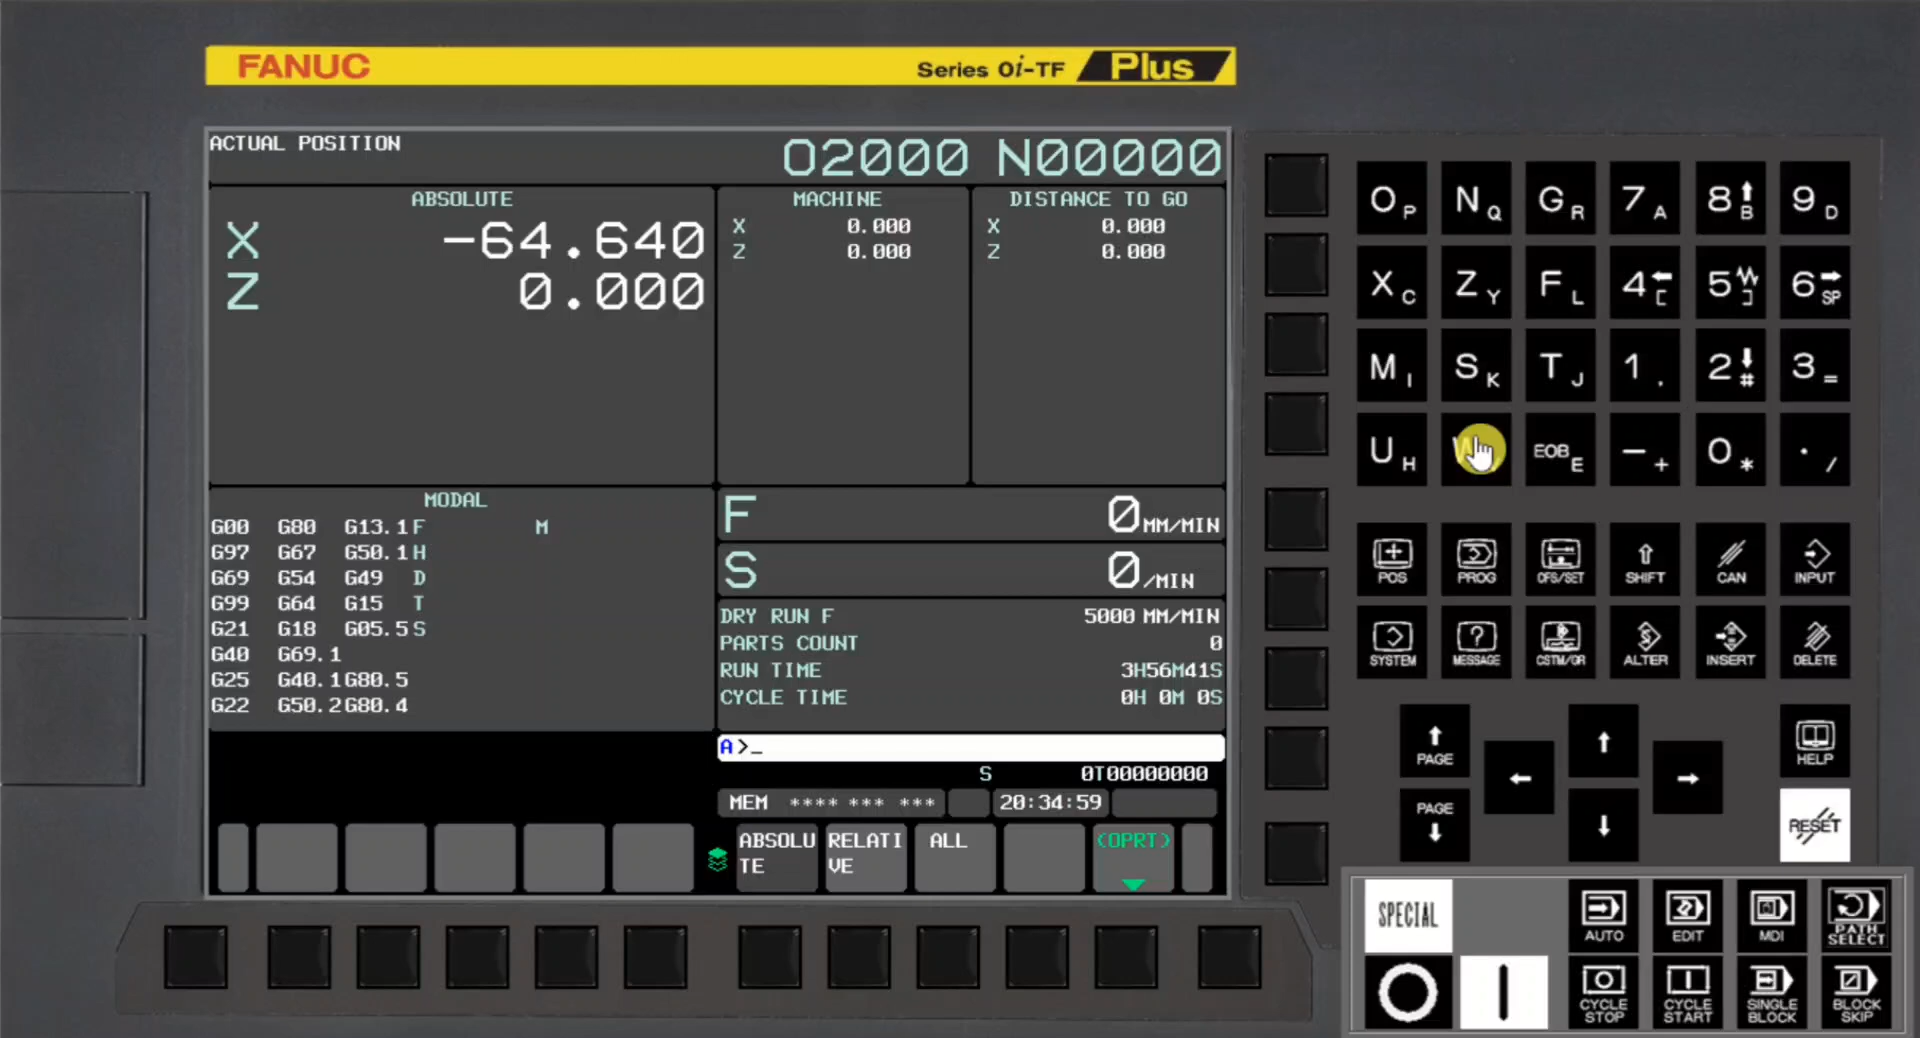 FANUC
Series 0i-TF Plus
ACTUAL POSITION
O2000 N00000
ABSOLUTE
X -64.640
Z 0.000
MACHINE
X 0.000
Z 0.000
DISTANCE TO GO
X 0.000
Z 0.000
MODAL
G00 G80 G13.1 F M
G97 G67 G50.1 H
G69 G54 G49 D
G99 G64 G15 T
G21 G18 G05.5 S
G40 G69.1
G25 G40.1 G80.5
G22 G50.2 G80.4
F 0 MM/MIN
S 0 /MIN
DRY RUN F 5000 MM/MIN
PARTS COUNT 0
RUN TIME 3H56M41S
CYCLE TIME 0H 0M 0S
A >_
S 0T00000000
MEM **** *** *** 20:34:59
ABSOLU
TE
RELATI
VE
ALL
(OPRT)
O P N Q G R 7 A 8 B 9 D
X C Z Y F L 4 [ 5 ] 6 SP
M I S K T J 1 , 2 # 3 =
U H EOB E - + 0 * . /
POS PROG OFS/SET SHIFT CAN INPUT
SYSTEM MESSAGE CSTM/GR ALTER INSERT DELETE
PAGE HELP
PAGE RESET
SPECIAL AUTO EDIT MDI PATH SELECT
CYCLE STOP CYCLE START SINGLE BLOCK BLOCK SKIP